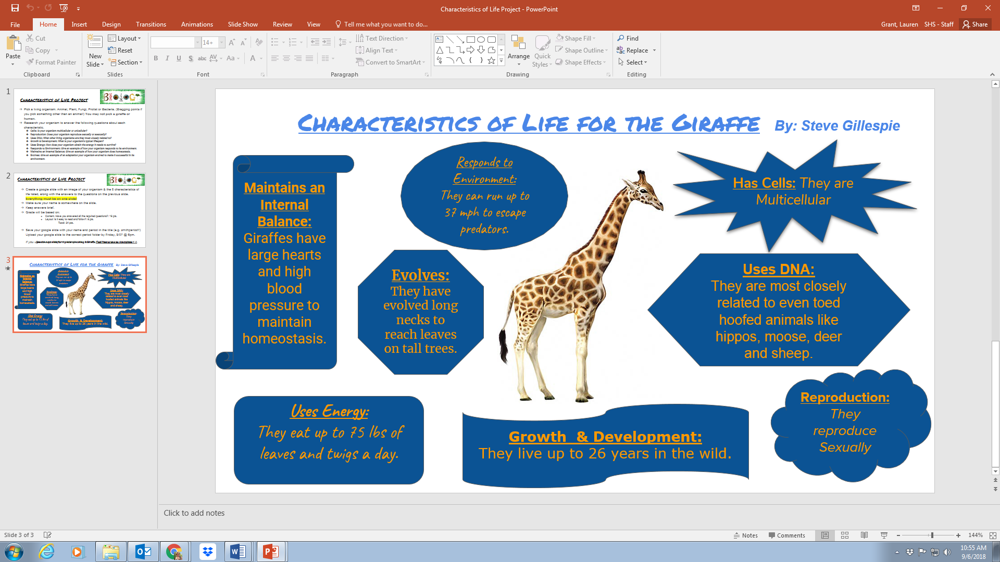 Characteristics of Life Project - PowerPoint
File Home Insert Design Transitions Animations Slide Show Review View Tell me what you want to do... Grant, Lauren SHS - Staff Share
Paste
Cut
Copy
Format Painter
Clipboard
New
Slide
Layout
Reset
Section
Slides
14+
B I U S abc AV Aa A
Font
Text Direction
Align Text
Convert to SmartArt
Paragraph
Arrange
Quick
Styles
Shape Fill
Shape Outline
Shape Effects
Drawing
Find
Replace
Select
Editing
1
Characteristics of Life Project
Pick a living organism: Animal, Plant, Fungi, Protist or Bacteria. (Bragging points if
you pick something other than an animal!) You may not pick a giraffe or
human.
Research your organism to answer the following questions about each
characteristic.
Cells: Is your organism multicellular or unicellular?
Reproduction: Does your organism reproduce sexually or asexually?
Uses DNA: What other living organisms are they most closely related to?
Growth & Development: What is your organism's typical lifespan?
Uses Energy: How does your organism obtain the energy it needs to survive?
Responds to Environment: Give an example of how your organism responds to its environment.
Maintains an Internal Balance: Give an example of how your organism does homeostasis.
Evolves: Give an example of an adaptation your organism evolved to make it successful in its
environment.
2
Characteristics of Life Project
Create a google slide with an image of your organism & the 8 characteristics of
life listed, along with the answers to the questions on the previous slide.
Everything must be on one slide!
Make sure your name is somewhere on the slide.
Keep answers brief.
Grade will be based on:
Content: Have you answered all the required questions?: 16 pts.
Layout: Is it easy to read and follow?: 8 pts.
Total: 24 pts.
Save your google slide with your name and period in the title (e.g. smithperiod1)
Upload your google slide to the correct period folder by Friday, 9/07 @ 6pm.
3
Characteristics of Life for the Giraffe By: Steve Gillespie
Maintains an
Internal
Balance:
Giraffes have
large hearts
and high
blood
pressure to
maintain
homeostasis.
Responds to
Environment:
They can run up to
37 mph to escape
predators.
Has Cells: They are
Multicellular
Evolves:
They have
evolved long
necks to
reach leaves
on tall trees.
Uses DNA:
They are most closely
related to even toed
hoofed animals like
hippos, moose, deer
and sheep.
Uses Energy:
They eat up to 75 lbs of
leaves and twigs a day.
Growth & Development:
They live up to 26 years in the wild.
Reproduction:
They
reproduce
Sexually
Click to add notes
Slide 3 of 3 Notes Comments 144%
10:55 AM
9/6/2018